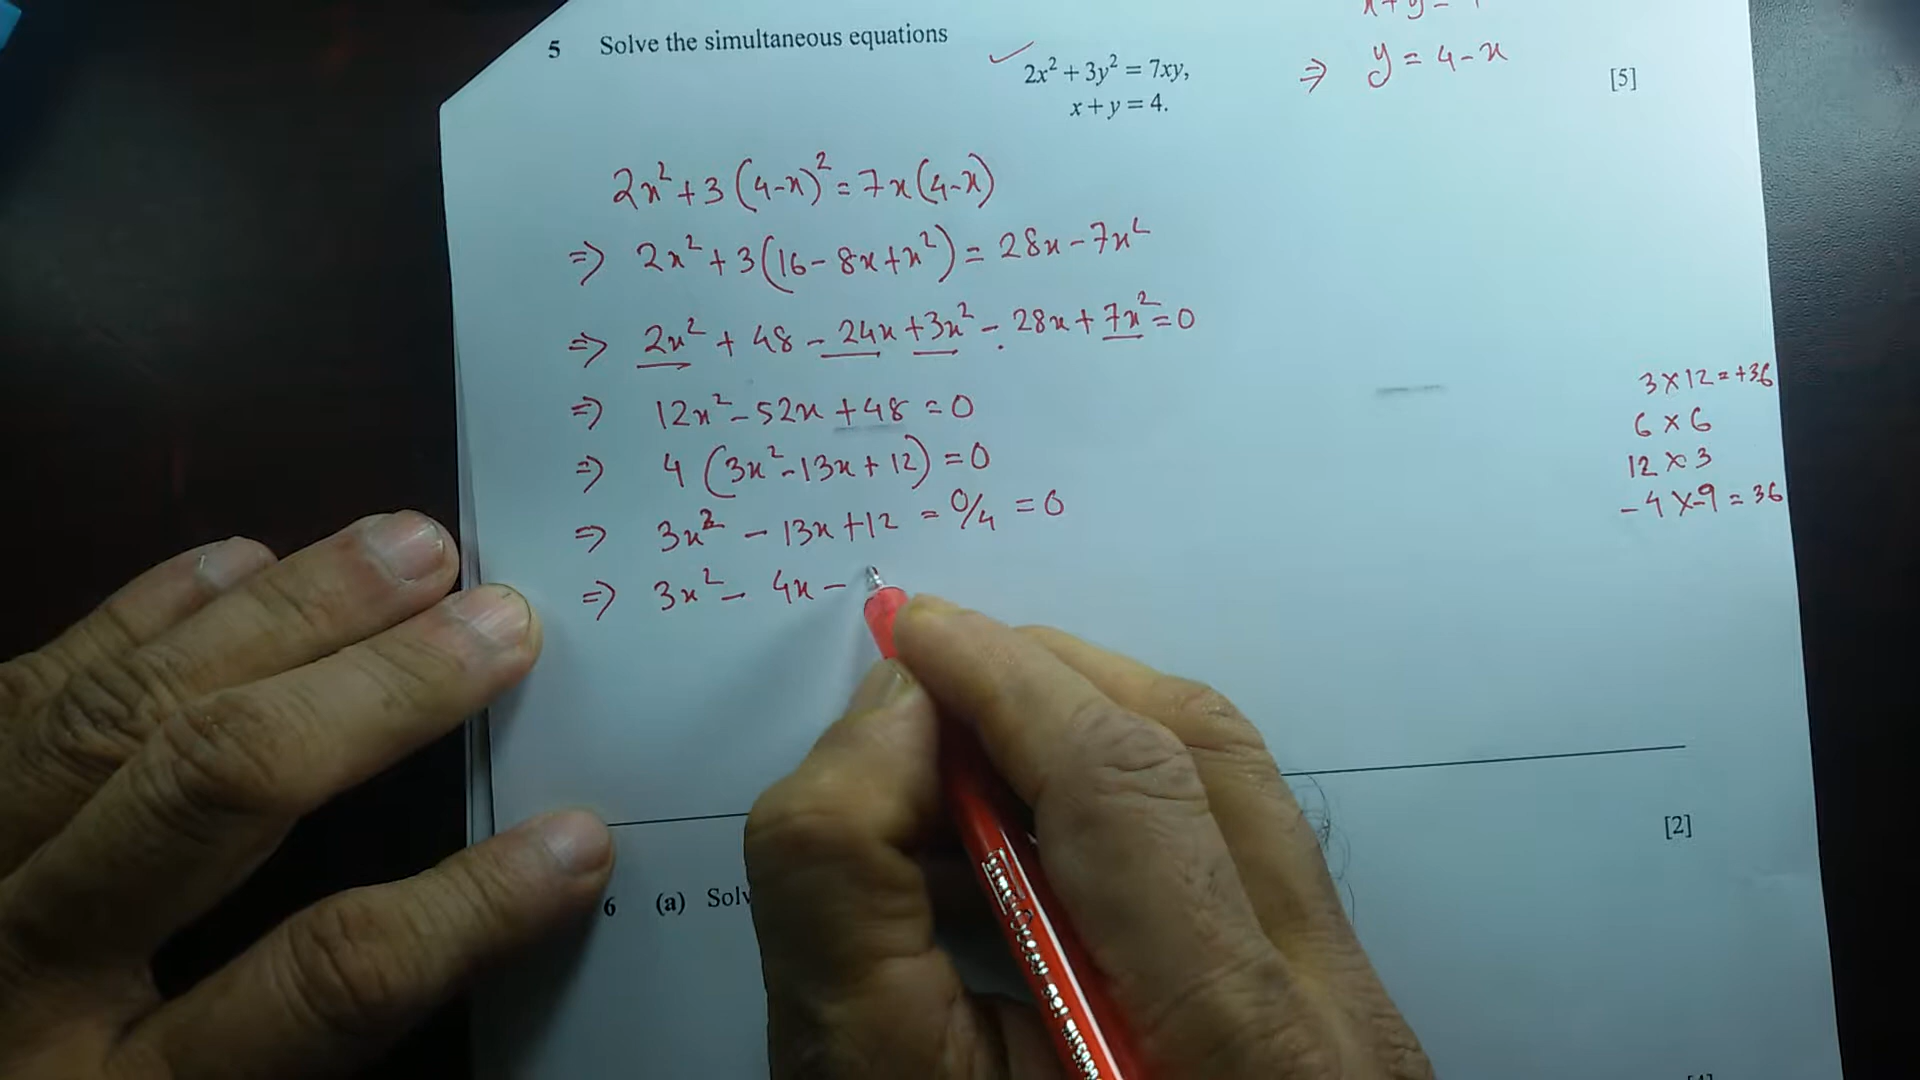 5 Solve the simultaneous equations
2x² + 3y² = 7xy,
x + y = 4.
[5]
⇒ y = 4 - x
2x² + 3(4-x)² = 7x(4-x)
⇒ 2x² + 3(16 - 8x + x²) = 28x - 7x²
⇒ 2x² + 48 - 24x + 3x² - 28x + 7x² = 0
⇒ 12x² - 52x + 48 = 0
⇒ 4(3x² - 13x + 12) = 0
⇒ 3x² - 13x + 12 = 0/4 = 0
⇒ 3x² - 4x -
3 × 12 = +36
6 × 6
12 × 3
-4 × -9 = 36
[2]
6 (a) Solv